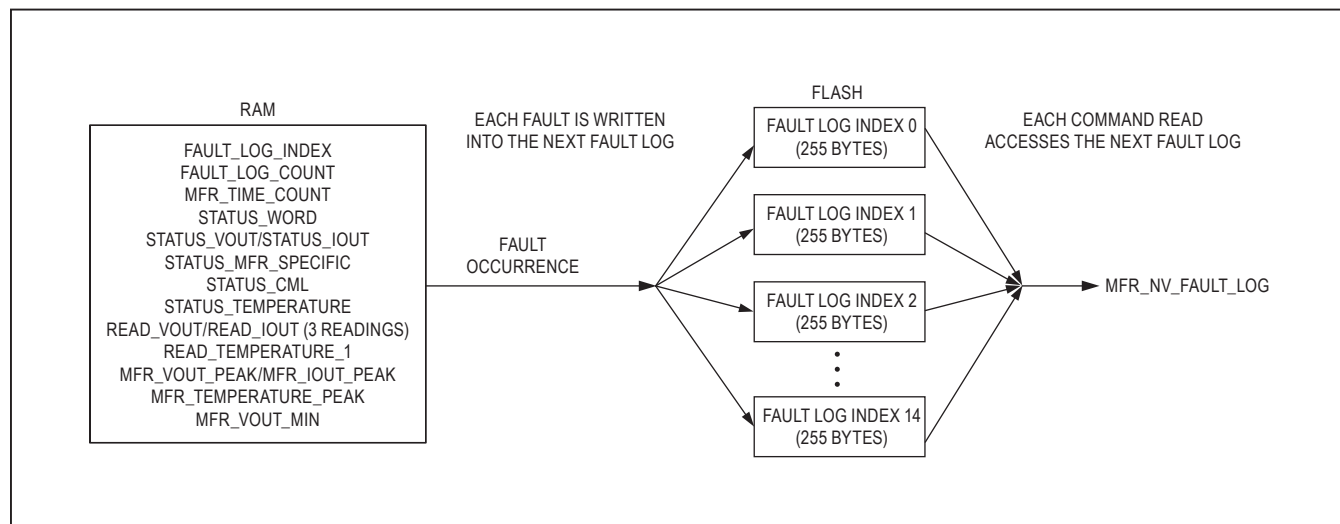 RAM
FAULT_LOG_INDEX
FAULT_LOG_COUNT
MFR_TIME_COUNT
STATUS_WORD
STATUS_VOUT/STATUS_IOUT
STATUS_MFR_SPECIFIC
STATUS_CML
STATUS_TEMPERATURE
READ_VOUT/READ_IOUT (3 READINGS)
READ_TEMPERATURE_1
MFR_VOUT_PEAK/MFR_IOUT_PEAK
MFR_TEMPERATURE_PEAK
MFR_VOUT_MIN
EACH FAULT IS WRITTEN
INTO THE NEXT FAULT LOG
FAULT
OCCURRENCE
FLASH
FAULT LOG INDEX 0
(255 BYTES)
FAULT LOG INDEX 1
(255 BYTES)
FAULT LOG INDEX 2
(255 BYTES)
FAULT LOG INDEX 14
(255 BYTES)
EACH COMMAND READ
ACCESSES THE NEXT FAULT LOG
MFR_NV_FAULT_LOG